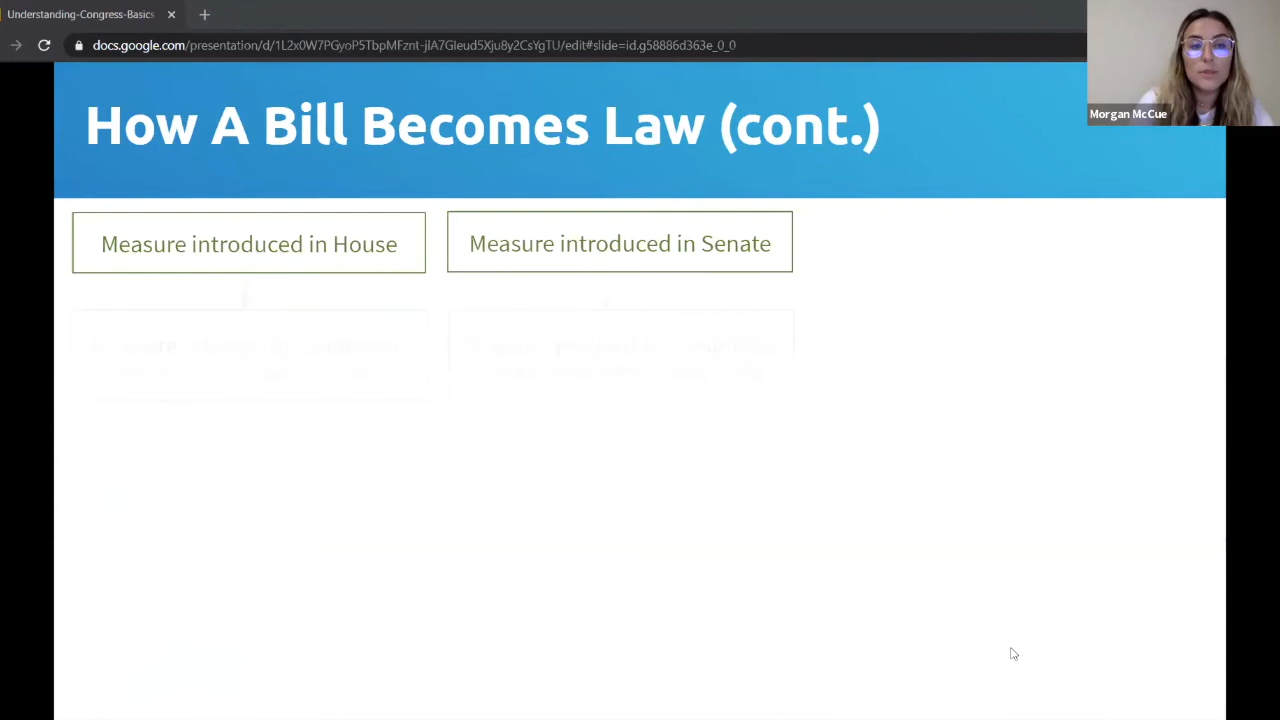 Understanding-Congress-Basics
docs.google.com/presentation/d/1L2x0W7PGyoP5TbpMFznt-jIA7Gleud5Xju8y2CsYgTU/edit#slide=id.g58886d363e_0_0
Morgan McCue
How A Bill Becomes Law (cont.)
Measure introduced in House
Measure introduced in Senate